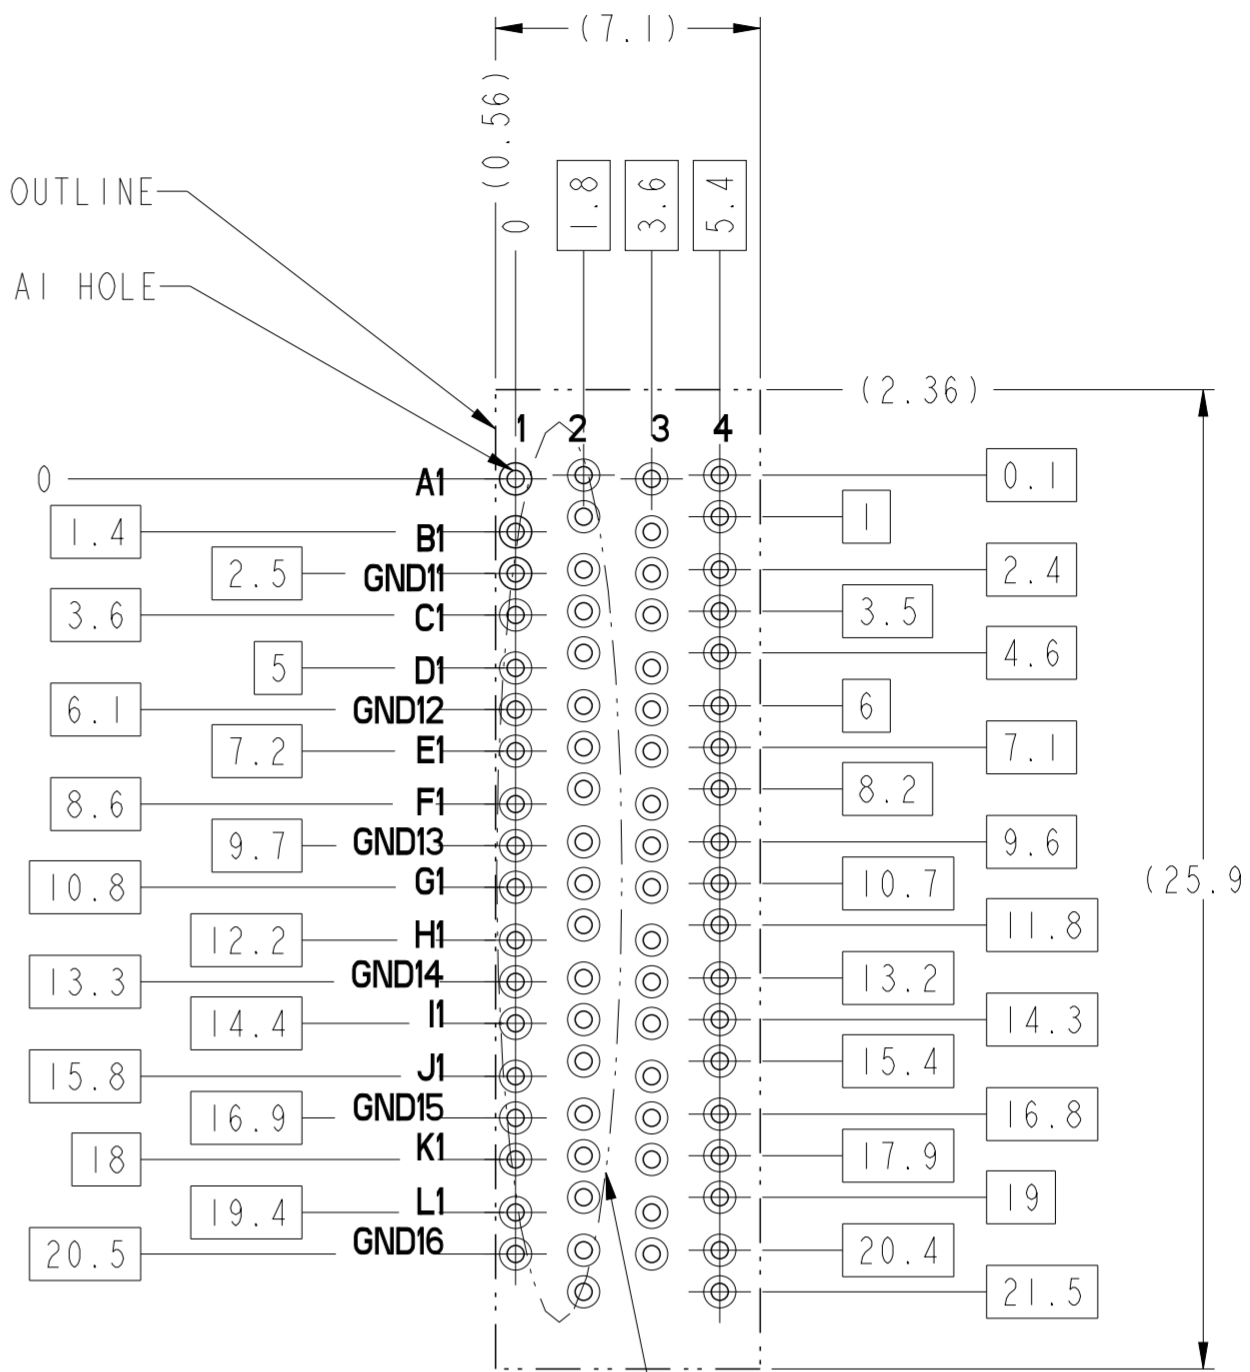 (7.1)
(0.56)
0
1.8
3.6
5.4
OUTLINE
A1 HOLE
(2.36)
1 2 3 4
0 A1 0.1
1
1.4 B1
2.5 GND11 2.4
3.6 C1 3.5
4.6
5 D1
6.1 GND12 6
7.2 E1 7.1
8.2
8.6 F1
9.7 GND13 9.6
10.8 G1 10.7
(25.9
11.8
12.2 H1
13.3 GND14 13.2
14.4 I1 14.3
15.4
15.8 J1
16.9 GND15 16.8
18 K1 17.9
19
19.4 L1
20.5 GND16 20.4
21.5